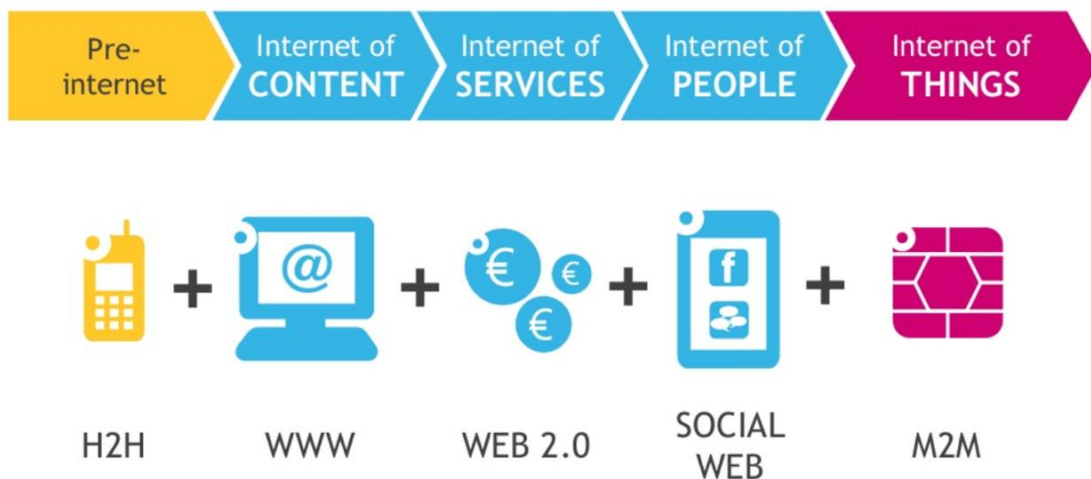 Pre-
internet
Internet of
CONTENT
Internet of
SERVICES
Internet of
PEOPLE
Internet of
THINGS
+
@
+
€
€
€
+
f
+
H2H
WWW
WEB 2.0
SOCIAL
WEB
M2M